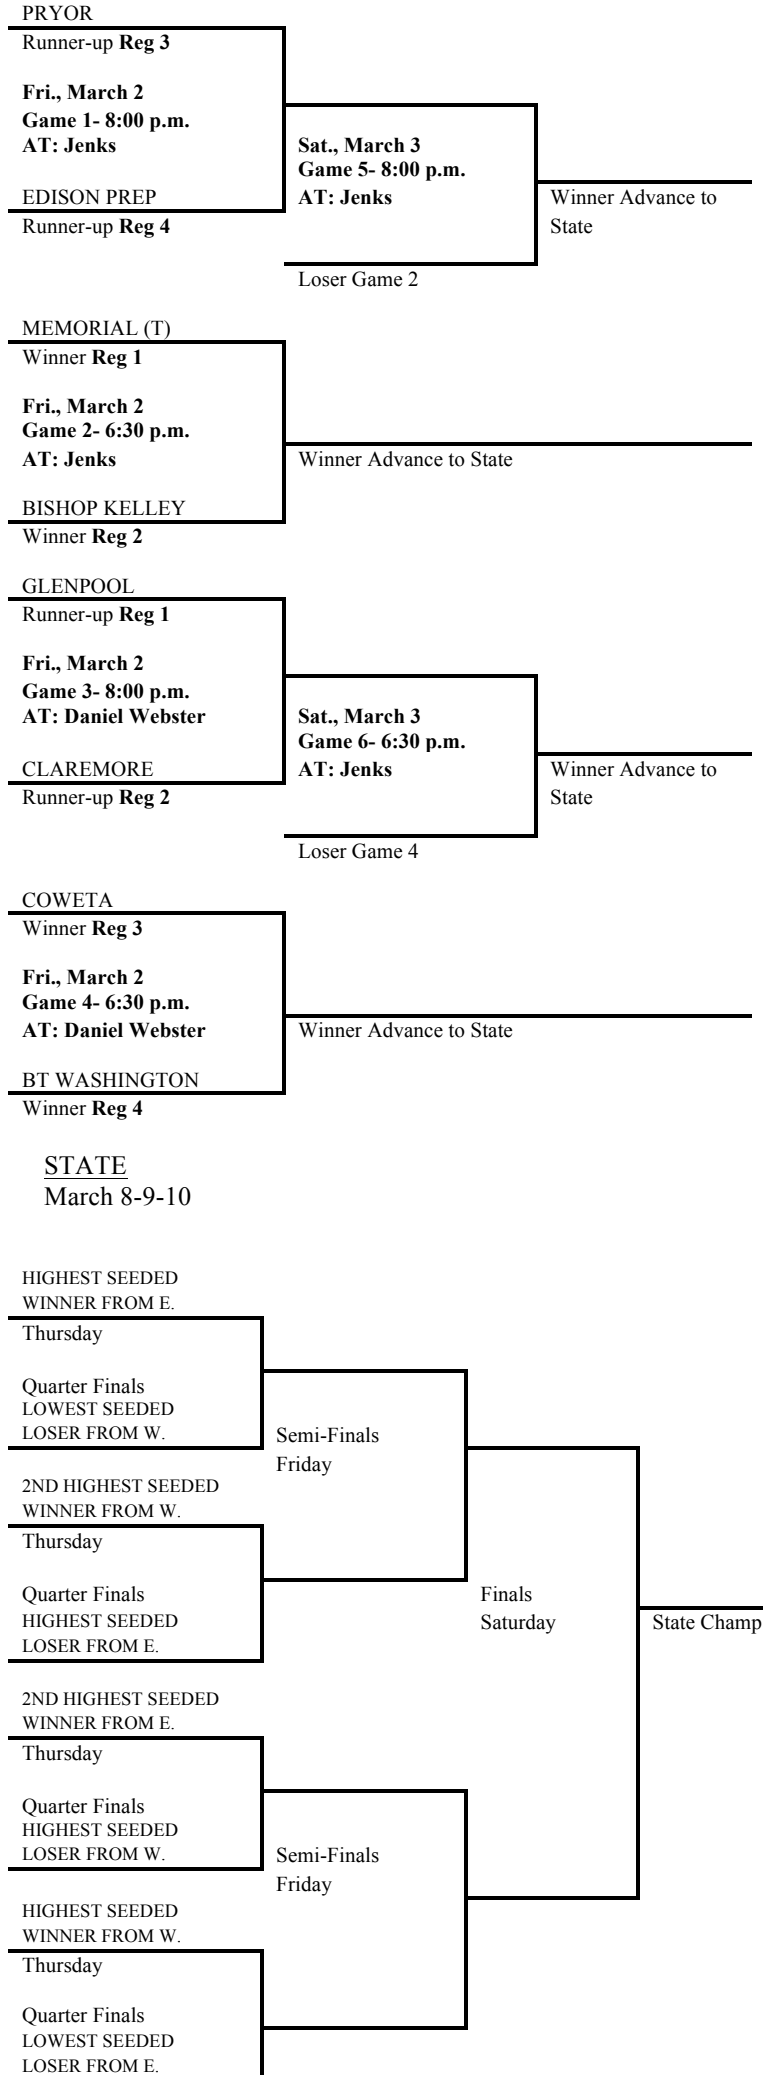 PRYOR
Runner-up Reg 3
Fri., March 2
Game 1- 8:00 p.m.
AT: Jenks
EDISON PREP
Runner-up Reg 4
Sat., March 3
Game 5- 8:00 p.m.
AT: Jenks
Loser Game 2
Winner Advance to
State
MEMORIAL (T)
Winner Reg 1
Fri., March 2
Game 2- 6:30 p.m.
AT: Jenks
BISHOP KELLEY
Winner Reg 2
Winner Advance to State
GLENPOOL
Runner-up Reg 1
Fri., March 2
Game 3- 8:00 p.m.
AT: Daniel Webster
CLAREMORE
Runner-up Reg 2
Sat., March 3
Game 6- 6:30 p.m.
AT: Jenks
Loser Game 4
Winner Advance to
State
COWETA
Winner Reg 3
Fri., March 2
Game 4- 6:30 p.m.
AT: Daniel Webster
BT WASHINGTON
Winner Reg 4
Winner Advance to State
STATE
March 8-9-10
HIGHEST SEEDED
WINNER FROM E.
Thursday
Quarter Finals
LOWEST SEEDED
LOSER FROM W.
Semi-Finals
Friday
2ND HIGHEST SEEDED
WINNER FROM W.
Thursday
Quarter Finals
HIGHEST SEEDED
LOSER FROM E.
Finals
Saturday
State Champ
2ND HIGHEST SEEDED
WINNER FROM E.
Thursday
Quarter Finals
HIGHEST SEEDED
LOSER FROM W.
Semi-Finals
Friday
HIGHEST SEEDED
WINNER FROM W.
Thursday
Quarter Finals
LOWEST SEEDED
LOSER FROM E.